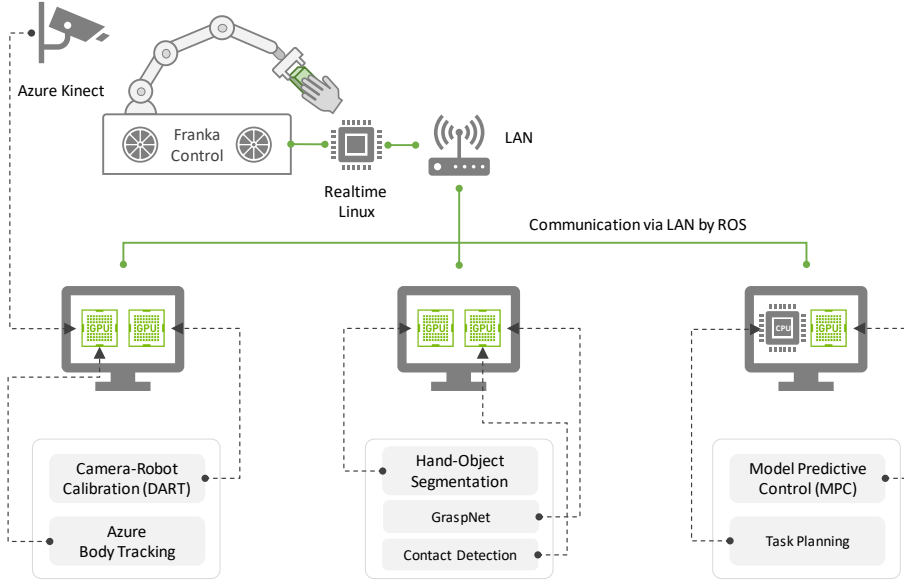 Azure Kinect
Franka
Control
LAN
Realtime
Linux
Communication via LAN by ROS
GPU
GPU
GPU
GPU
CPU
GPU
Camera-Robot
Calibration (DART)
Azure
Body Tracking
Hand-Object
Segmentation
GraspNet
Contact Detection
Model Predictive
Control (MPC)
Task Planning